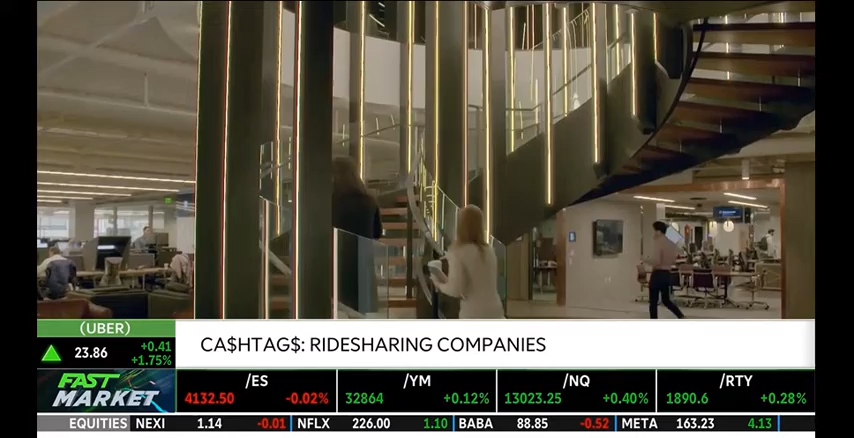 (UBER)
23.86 +0.41 +1.75%
CA$HTAG$: RIDESHARING COMPANIES
FAST MARKET
/ES /YM /NQ /RTY
4132.50 -0.02% 32864 +0.12% 13023.25 +0.40% 1890.6 +0.28%
EQUITIES NEXI 1.14 -0.01 NFLX 226.00 1.10 BABA 88.85 -0.52 META 163.23 4.13